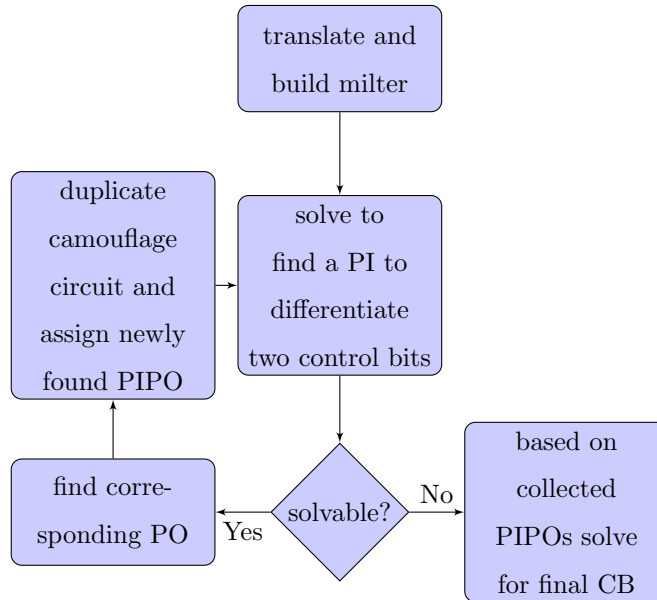 translate and
build milter
duplicate
camouflage
circuit and
assign newly
found PIPO
solve to
find a PI to
differentiate
two control bits
find corre-
sponding PO
Yes
solvable?
No
based on
collected
PIPOs solve
for final CB